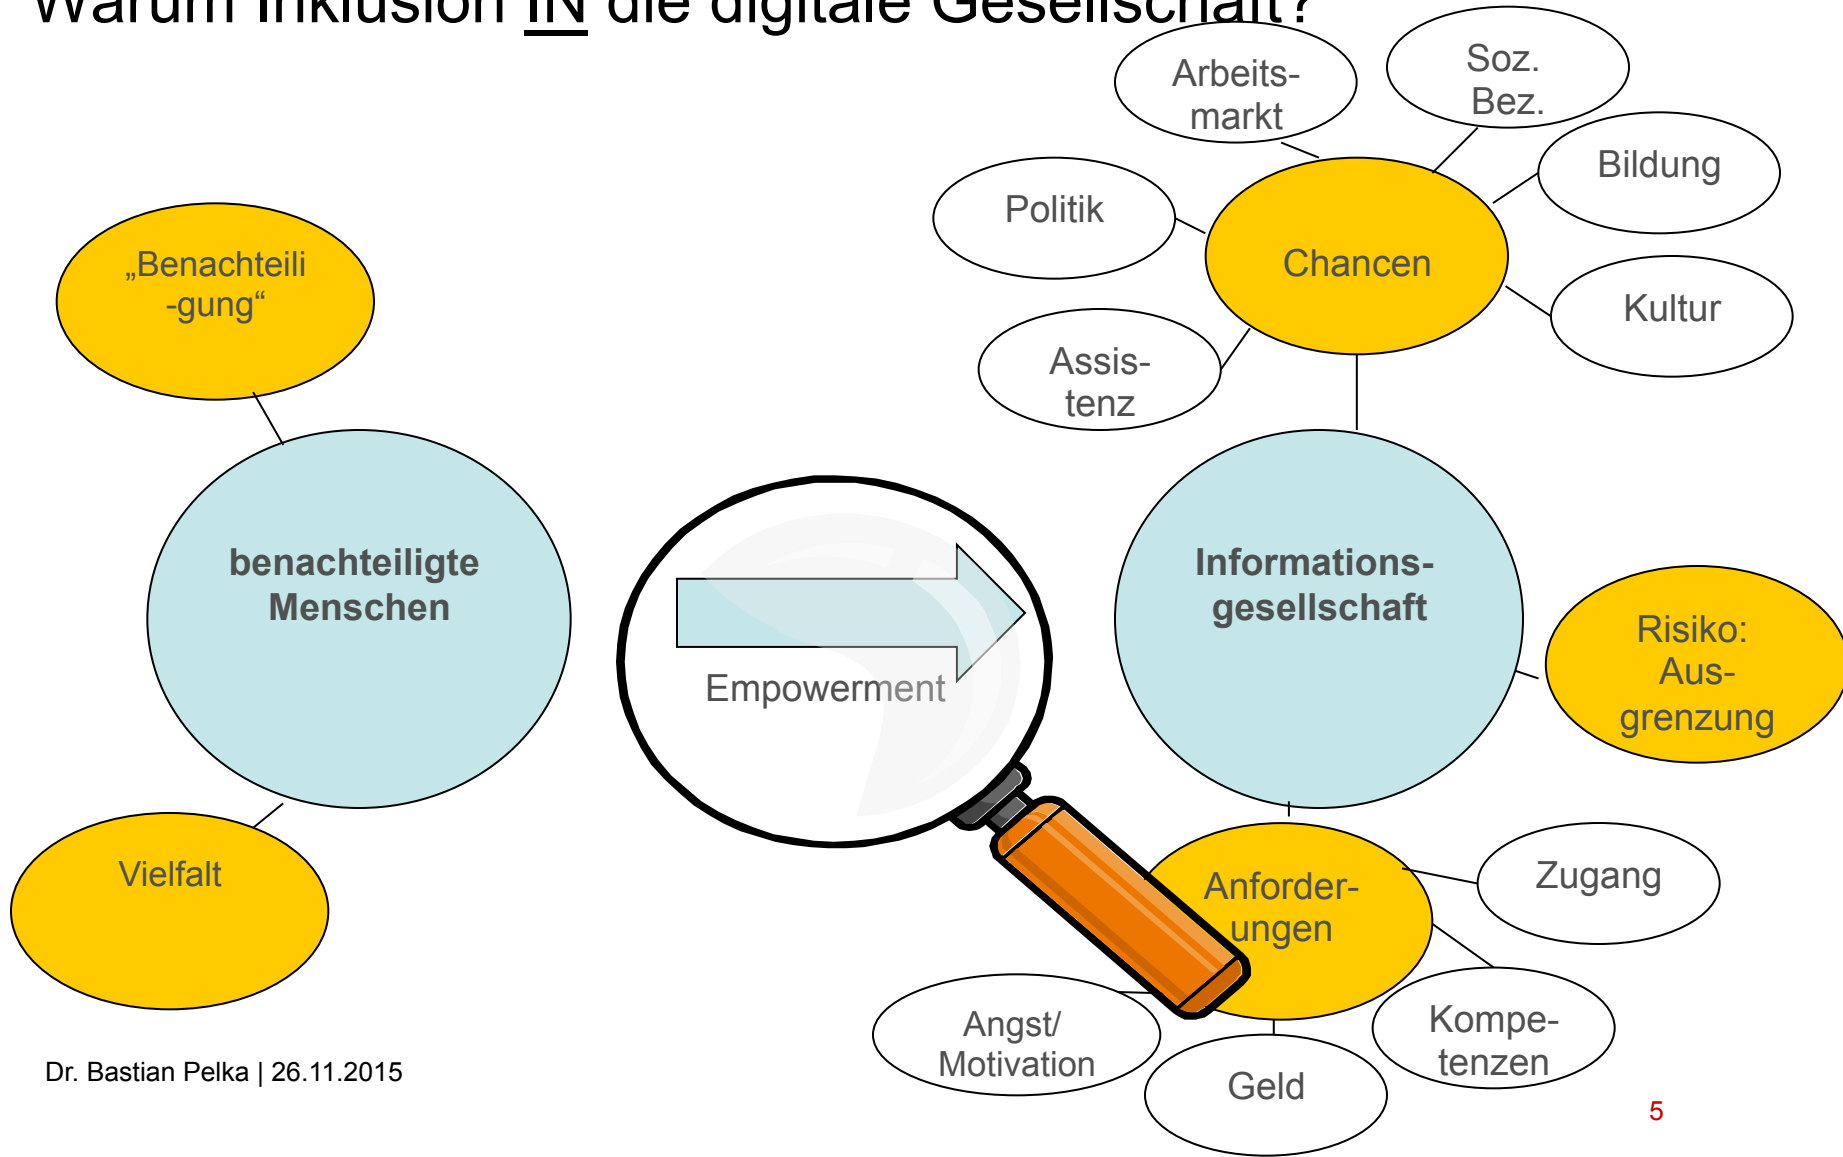 Warum Inklusion IN die digitale Gesellschaft?
Arbeits-
markt
Soz.
Bez.
Bildung
Politik
Chancen
Kultur
Assis-
tenz
„Benachteili
-gung“
benachteiligte
Menschen
Vielfalt
Empowerment
Informations-
gesellschaft
Risiko:
Aus-
grenzung
Anforder-
ungen
Zugang
Kompe-
tenzen
Geld
Angst/
Motivation
Dr. Bastian Pelka | 26.11.2015
5